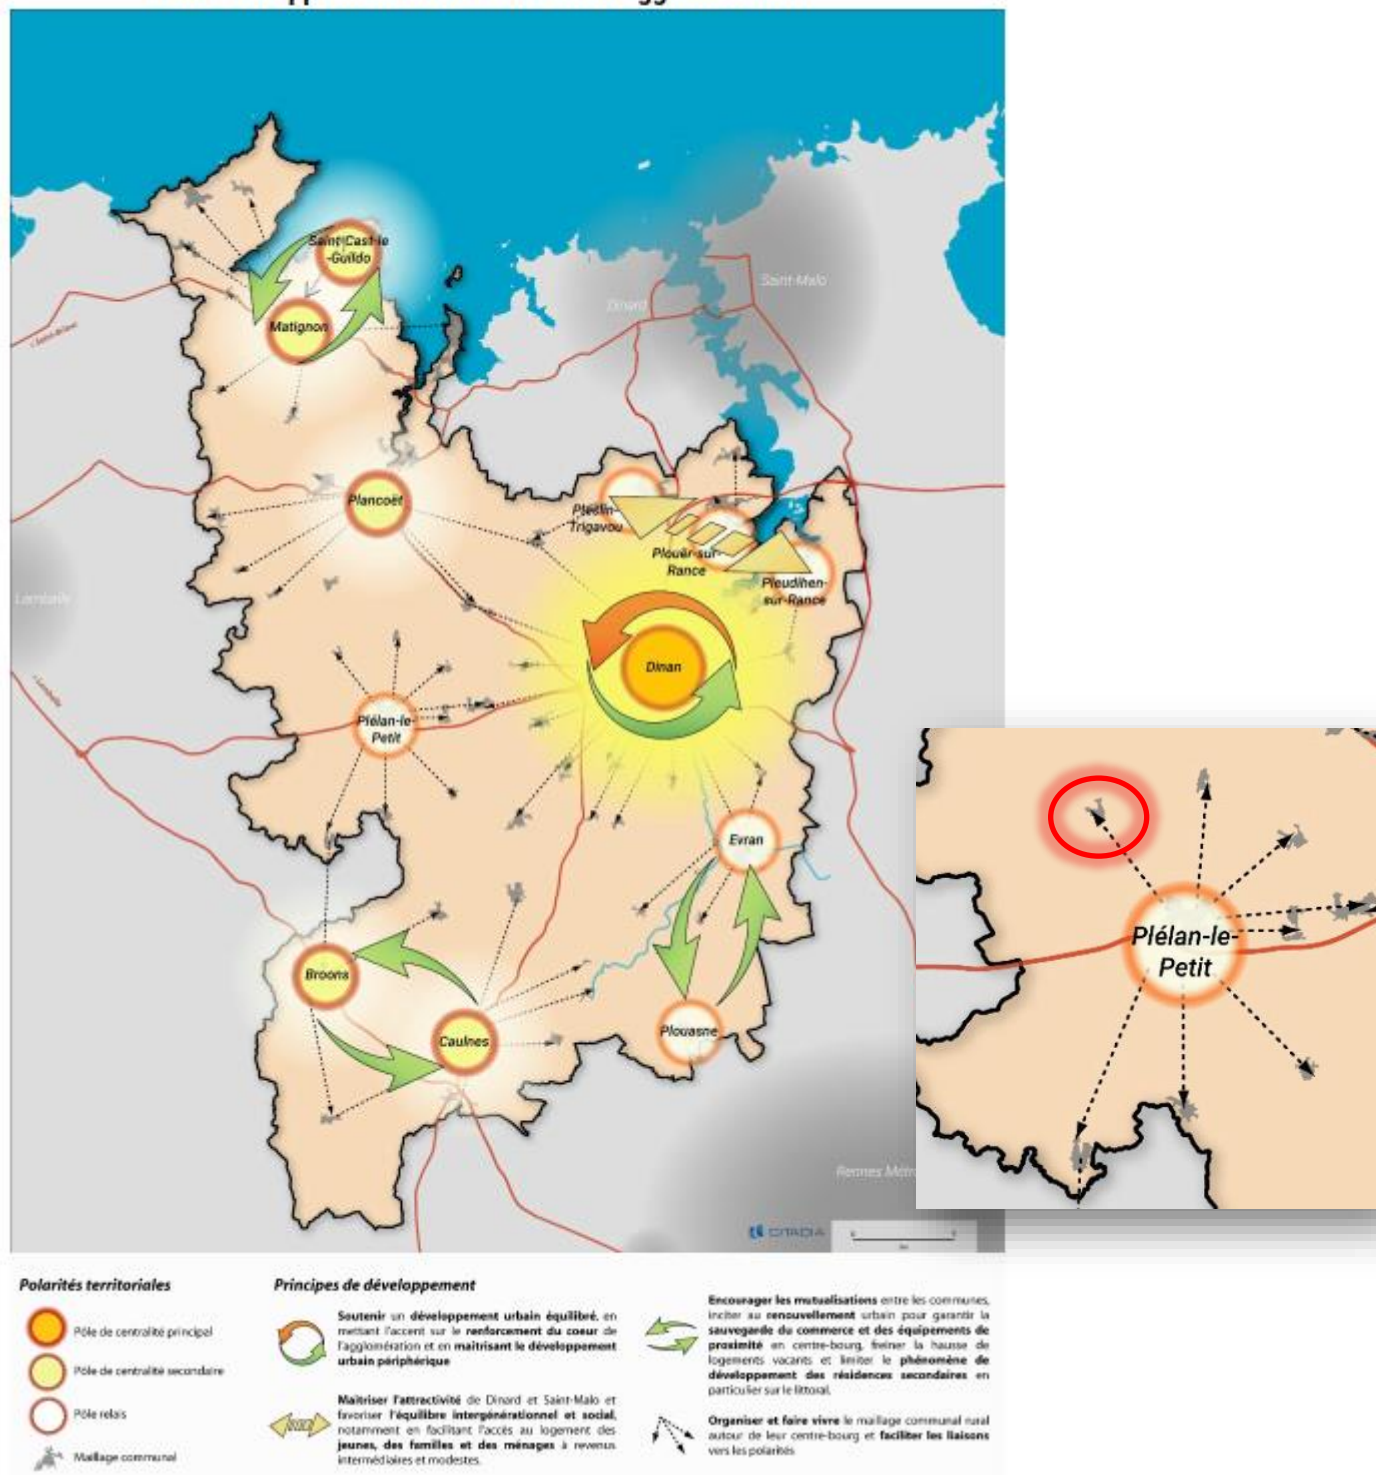 Saint-Cast-le
-Guildo
Matignon
Saint-Malo
Dinard
Plancoët
Pleslin-
Trigavou
Plouër-sur-
Rance
Pleudihen-
sur-Rance
Lamballe
Dinan
Plélan-le-
Petit
Evran
Broons
Caulnes
Plouasne
Plélan-le-
Petit
Rennes Métr
CITADIA
Polarités territoriales
Pôle de centralité principal
Pôle de centralité secondaire
Pôle relais
Maillage communal
Principes de développement
Soutenir un développement urbain équilibré, en
mettant l'accent sur le renforcement du coeur de
l'agglomération et en maîtrisant le développement
urbain périphérique
Maîtriser l'attractivité de Dinard et Saint-Malo et
favoriser l'équilibre intergénérationnel et social,
notamment en facilitant l'accès au logement des
jeunes, des familles et des ménages à revenus
intermédiaires et modestes.
Encourager les mutualisations entre les communes,
inciter au renouvellement urbain pour garantir la
sauvegarde du commerce et des équipements de
proximité en centre-bourg, freiner la hausse de
logements vacants et limiter le phénomène de
développement des résidences secondaires en
particulier sur le littoral.
Organiser et faire vivre le maillage communal rural
autour de leur centre-bourg et faciliter les liaisons
vers les polarités